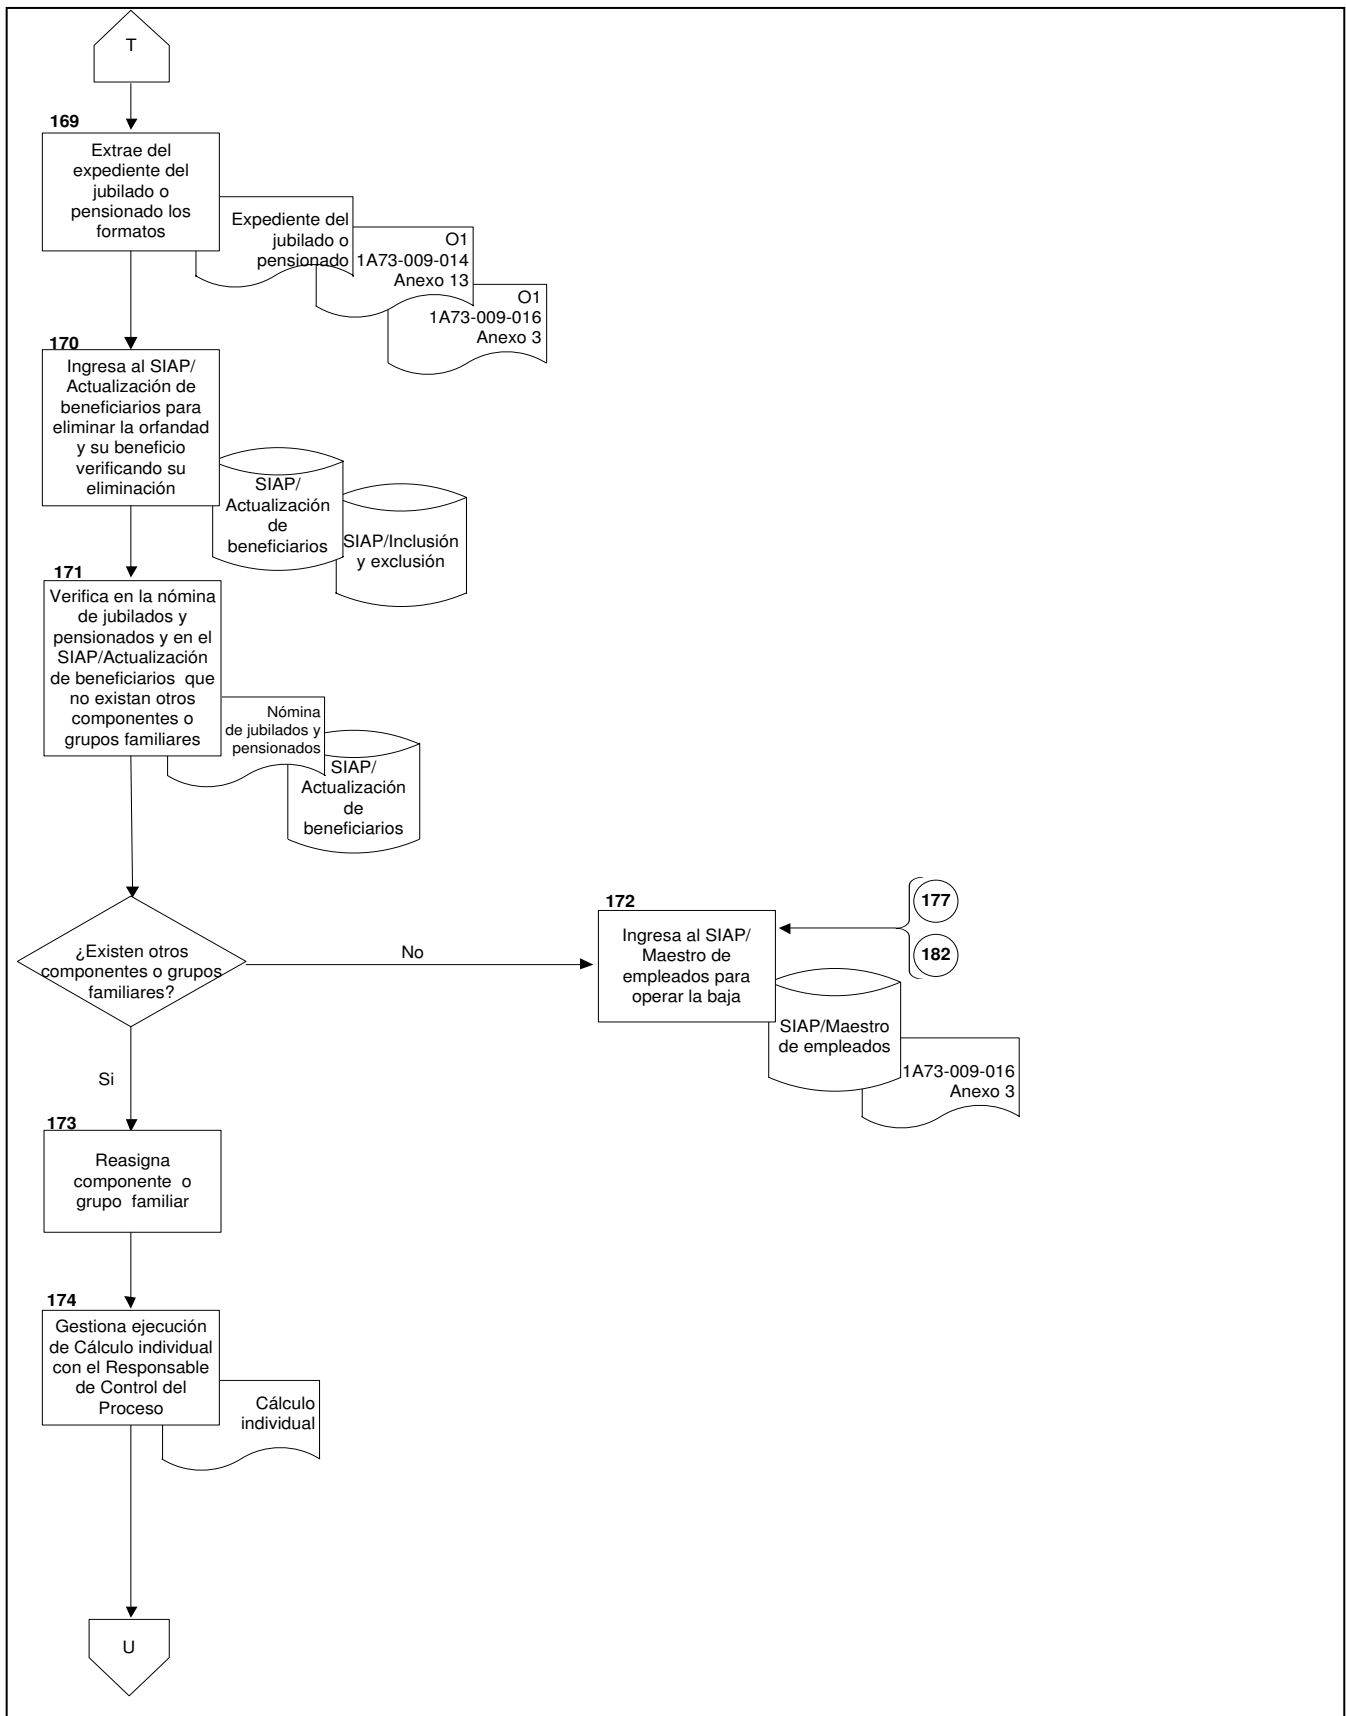 T
169
Extrae del
expediente del
jubilado o
pensionado los
formatos
Expediente del
jubilado o
pensionado
O1
1A73-009-014
Anexo 13
O1
1A73-009-016
Anexo 3
170
Ingresa al SIAP/
Actualización de
beneficiarios para
eliminar la orfandad
y su beneficio
verificando su
eliminación
SIAP/
Actualización
de
beneficiarios
SIAP/Inclusión
y exclusión
171
Verifica en la nómina
de jubilados y
pensionados y en el
SIAP/Actualización
de beneficiarios que
no existan otros
componentes o
grupos familiares
Nómina
de jubilados y
pensionados
SIAP/
Actualización
de
beneficiarios
¿Existen otros
componentes o grupos
familiares?
No
172
Ingresa al SIAP/
Maestro de
empleados para
operar la baja
177
182
SIAP/Maestro
de empleados
1A73-009-016
Anexo 3
Si
173
Reasigna
componente o
grupo familiar
174
Gestiona ejecución
de Cálculo individual
con el Responsable
de Control del
Proceso
Cálculo
individual
U